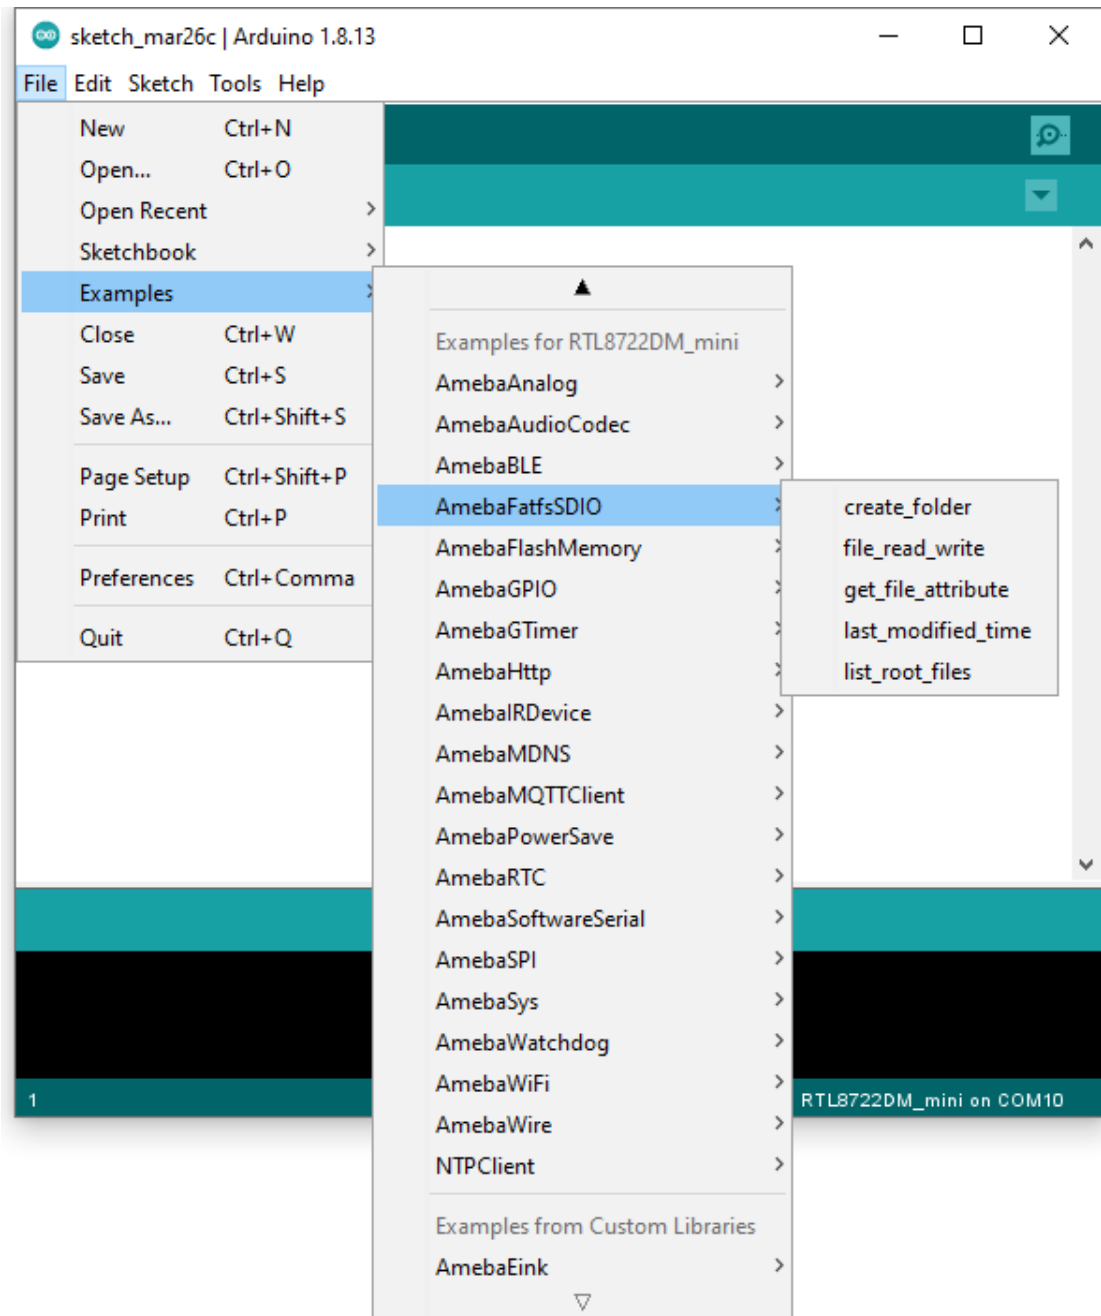 sketch_mar26c | Arduino 1.8.13
File Edit Sketch Tools Help
New Ctrl+N
Open... Ctrl+O
Open Recent
Sketchbook
Examples
Close Ctrl+W
Save Ctrl+S
Save As... Ctrl+Shift+S
Page Setup Ctrl+Shift+P
Print Ctrl+P
Preferences Ctrl+Comma
Quit Ctrl+Q
Examples for RTL8722DM_mini
AmebaAnalog
AmebaAudioCodec
AmebaBLE
AmebaFatfsSDIO
AmebaFlashMemory
AmebaGPIO
AmebaGTimer
AmebaHttp
AmebaIRDevice
AmebaMDNS
AmebaMQTTClient
AmebaPowerSave
AmebaRTC
AmebaSoftwareSerial
AmebaSPI
AmebaSys
AmebaWatchdog
AmebaWiFi
AmebaWire
NTPClient
Examples from Custom Libraries
AmebaEink
create_folder
file_read_write
get_file_attribute
last_modified_time
list_root_files
1
RTL8722DM_mini on COM10